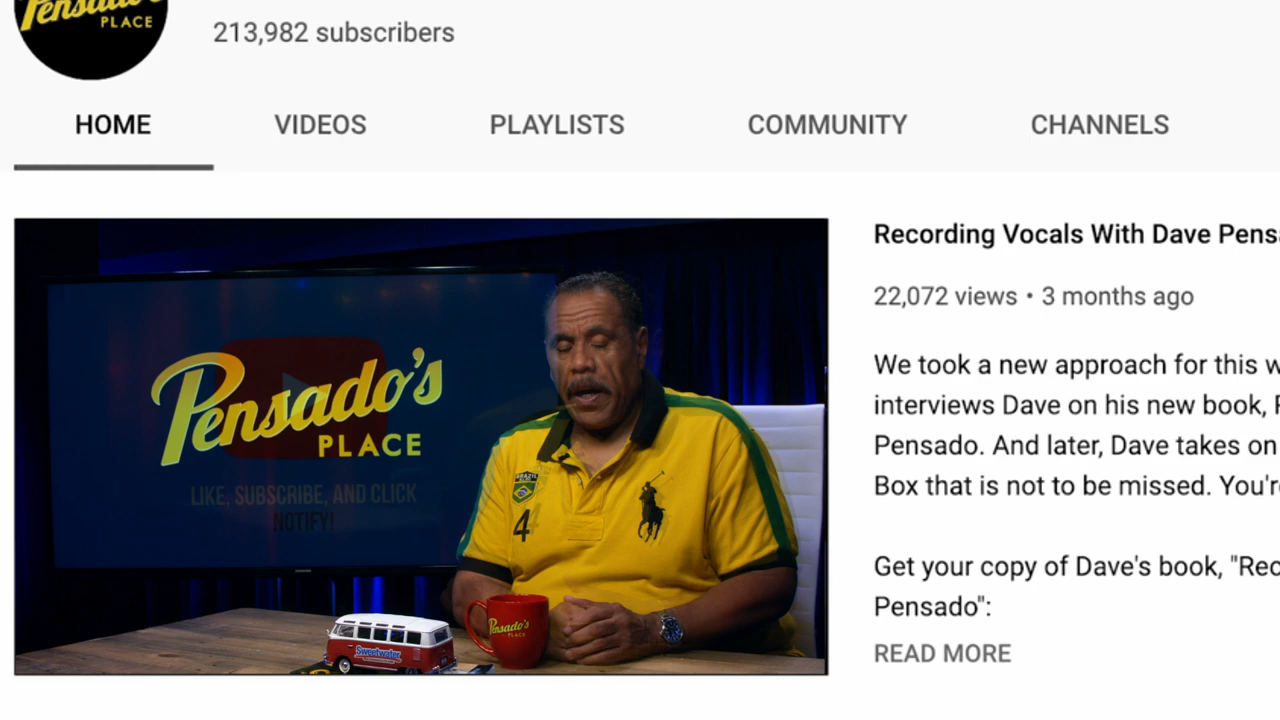 Pensado's
PLACE
213,982 subscribers
HOME
VIDEOS
PLAYLISTS
COMMUNITY
CHANNELS
Pensado's
PLACE
LIKE, SUBSCRIBE, AND CLICK
NOTIFY!
BRAZIL
4
Sweetwater
Pensado's
PLACE
Recording Vocals With Dave Pensa
22,072 views • 3 months ago
We took a new approach for this w
interviews Dave on his new book,
Pensado. And later, Dave takes on
Box that is not to be missed. You're
Get your copy of Dave's book, "Rec
Pensado":
READ MORE